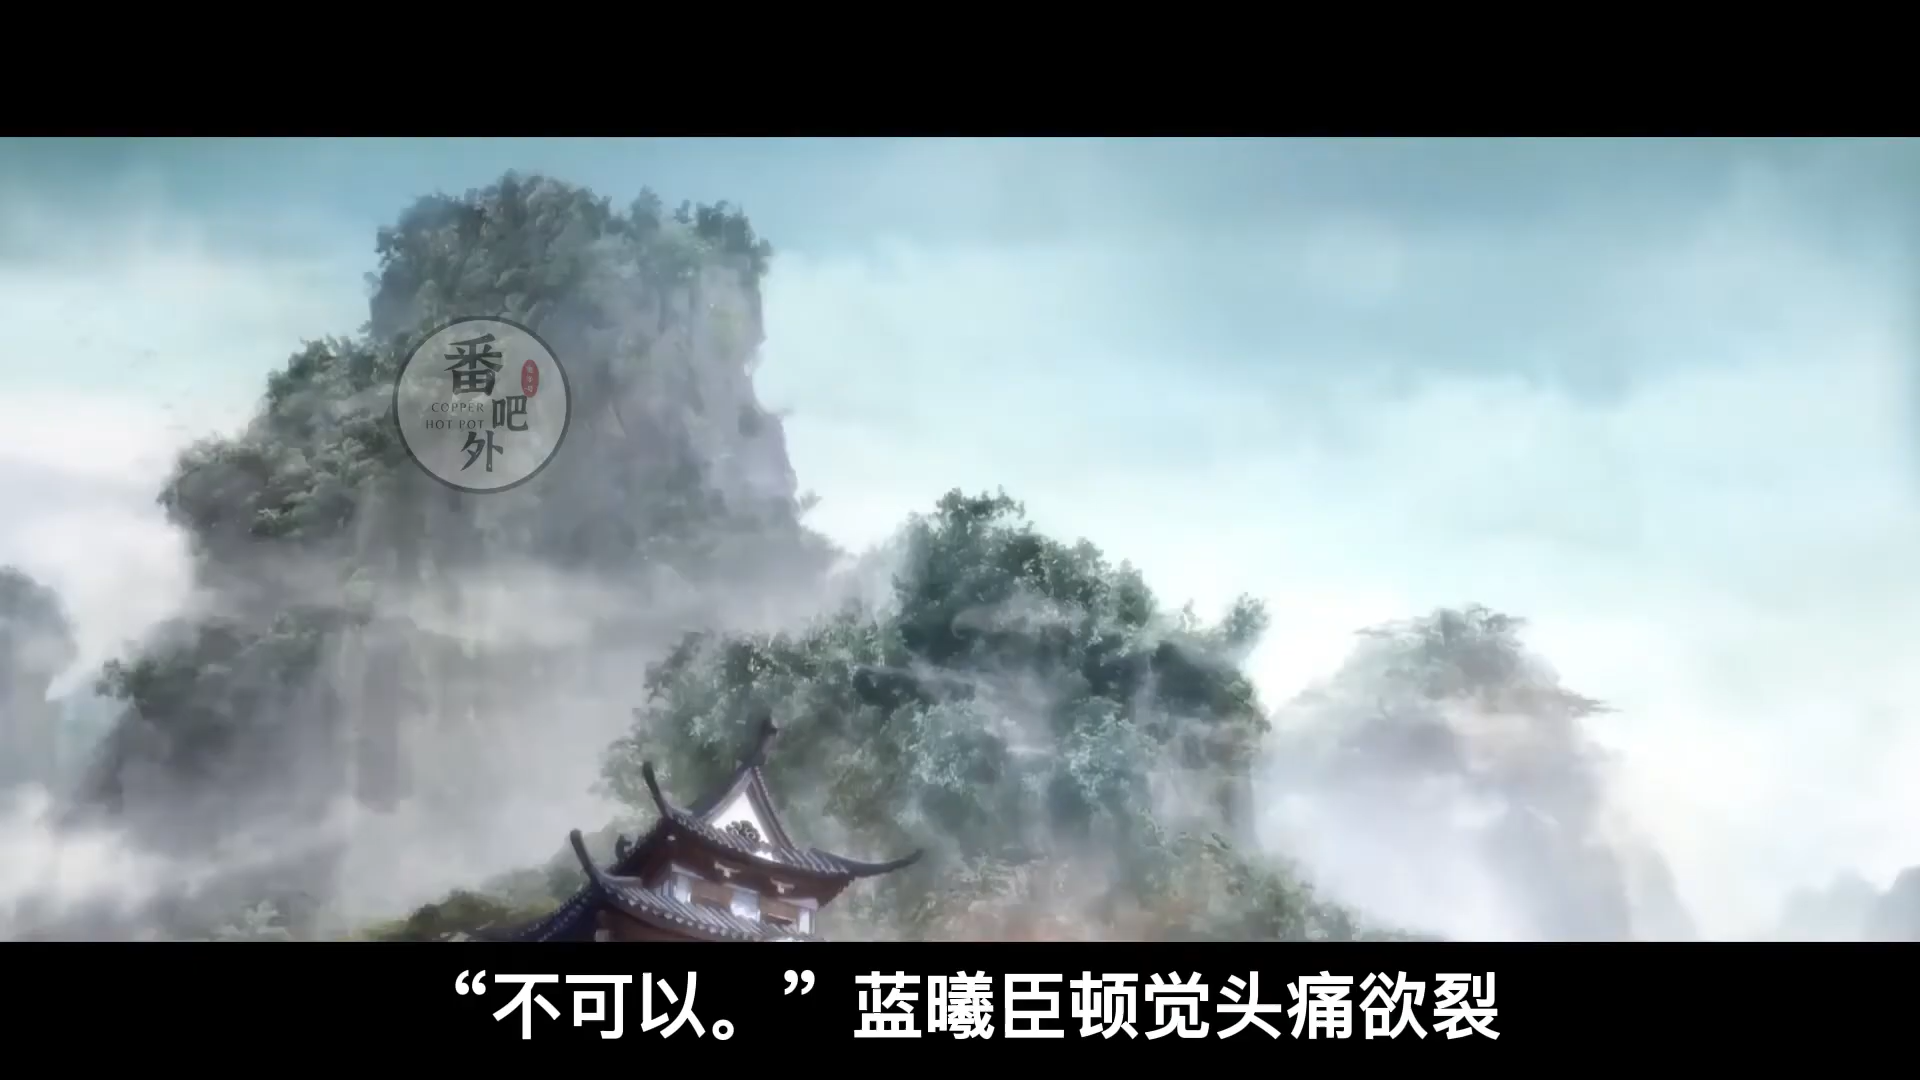 番
COPPER
吧
HOT POT
外
“不可以。”蓝曦臣顿觉头痛欲裂